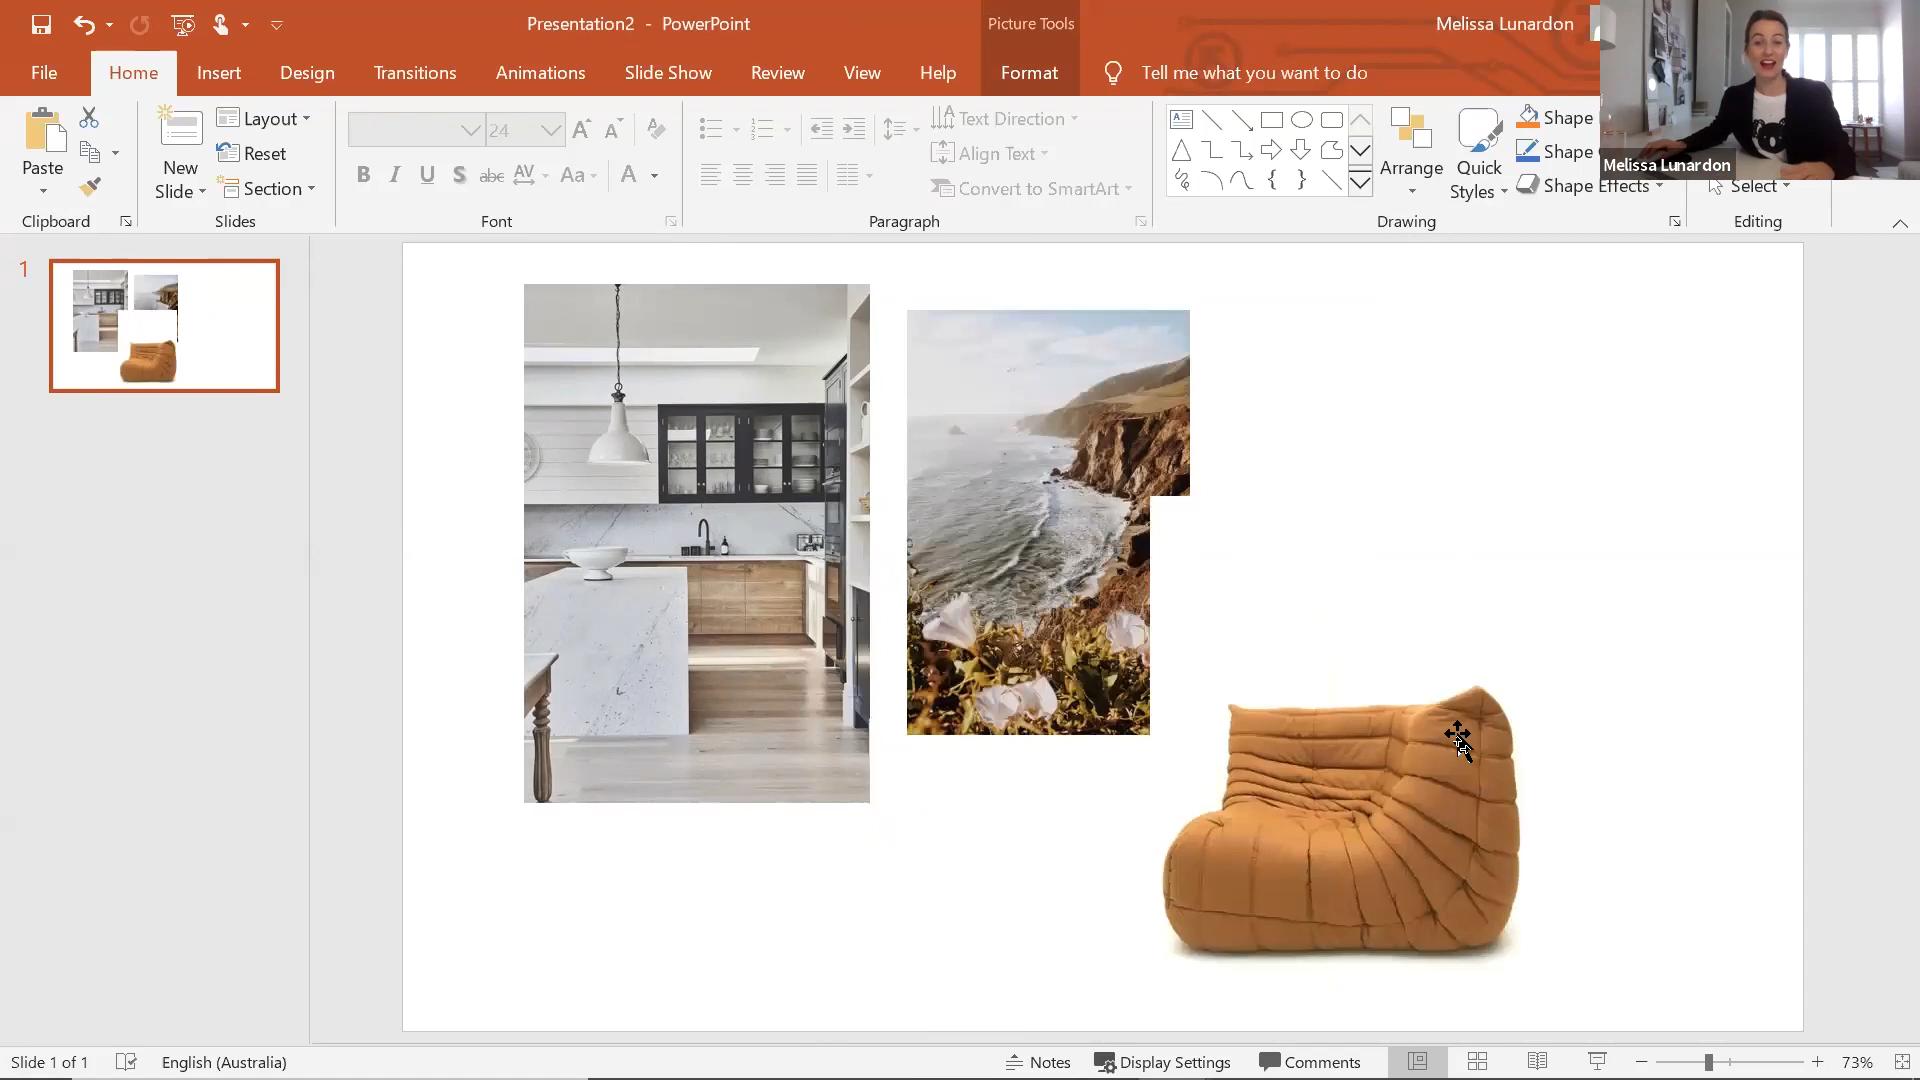 Presentation2 - PowerPoint
Picture Tools
Melissa Lunardon
File
Home
Insert
Design
Transitions
Animations
Slide Show
Review
View
Help
Format
Tell me what you want to do
Paste
Clipboard
New
Slide
Layout
Reset
Section
Slides
24
B I U S abc AV Aa A
Font
Text Direction
Align Text
Convert to SmartArt
Paragraph
Arrange
Quick
Styles
Shape
Shape
Shape Effects
Drawing
Select
Editing
Melissa Lunardon
1
Slide 1 of 1
English (Australia)
Notes
Display Settings
Comments
73%